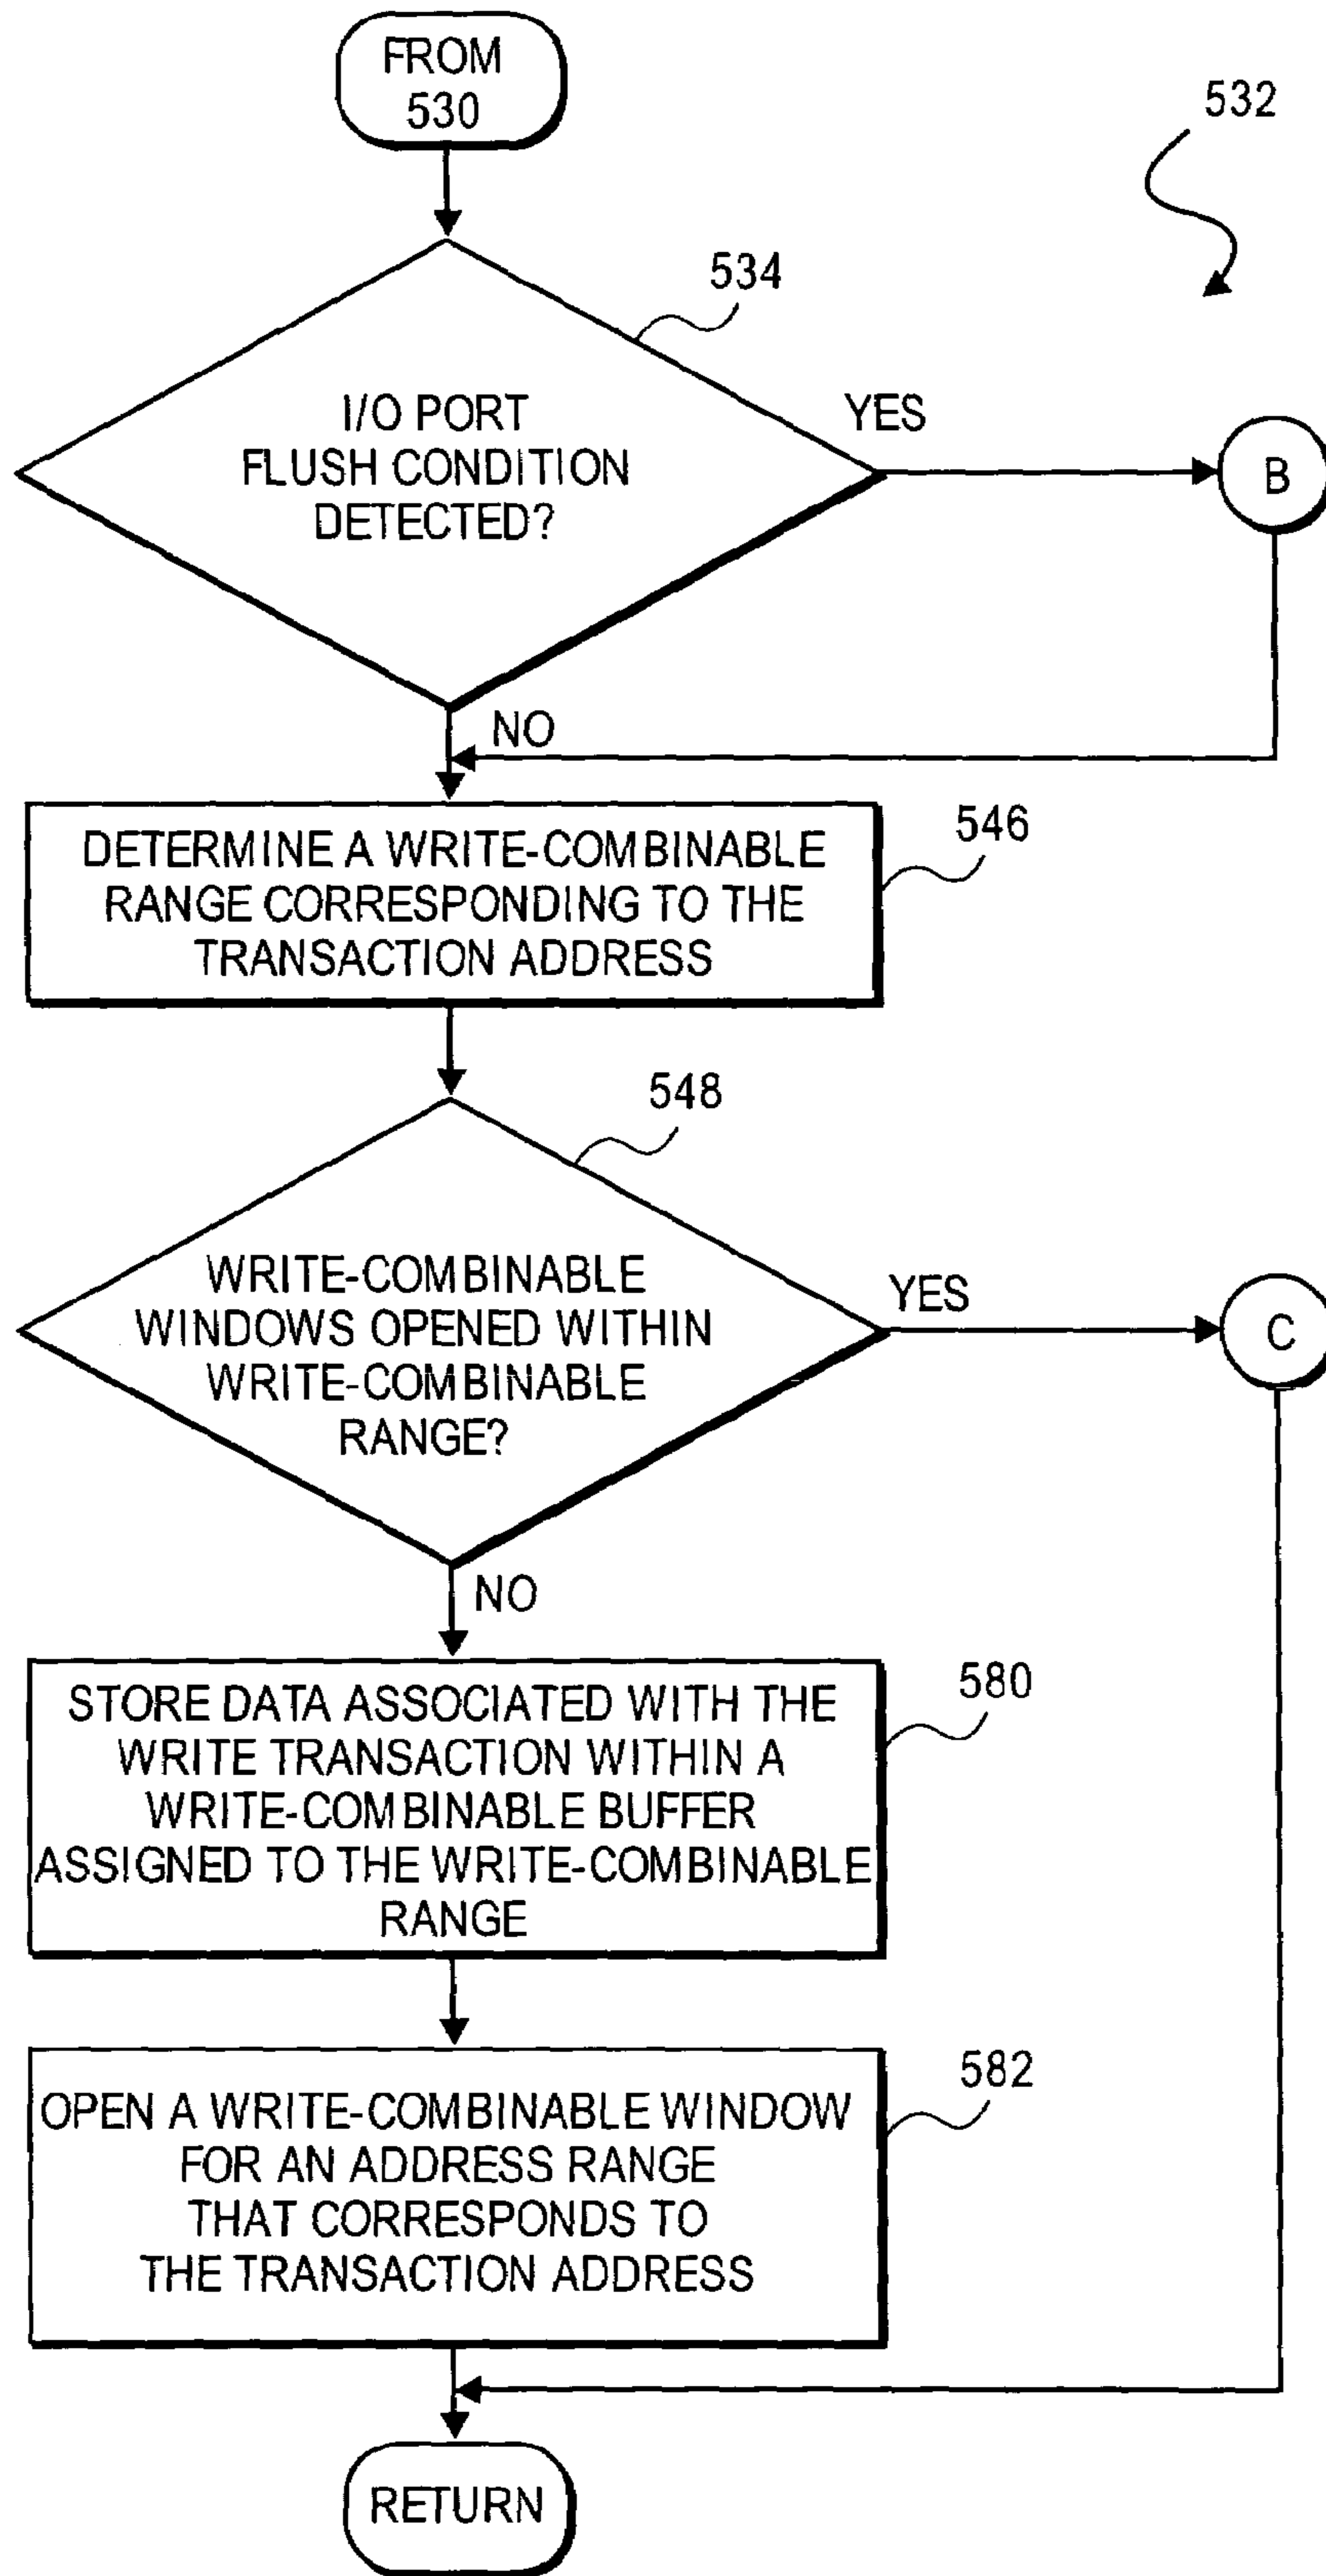 FROM
530
532
534
I/O PORT
FLUSH CONDITION
DETECTED?
YES
B
NO
546
DETERMINE A WRITE-COMBINABLE
RANGE CORRESPONDING TO THE
TRANSACTION ADDRESS
548
WRITE-COMBINABLE
WINDOWS OPENED WITHIN
WRITE-COMBINABLE
RANGE?
YES
C
NO
580
STORE DATA ASSOCIATED WITH THE
WRITE TRANSACTION WITHIN A
WRITE-COMBINABLE BUFFER
ASSIGNED TO THE WRITE-COMBINABLE
RANGE
582
OPEN A WRITE-COMBINABLE WINDOW
FOR AN ADDRESS RANGE
THAT CORRESPONDS TO
THE TRANSACTION ADDRESS
RETURN